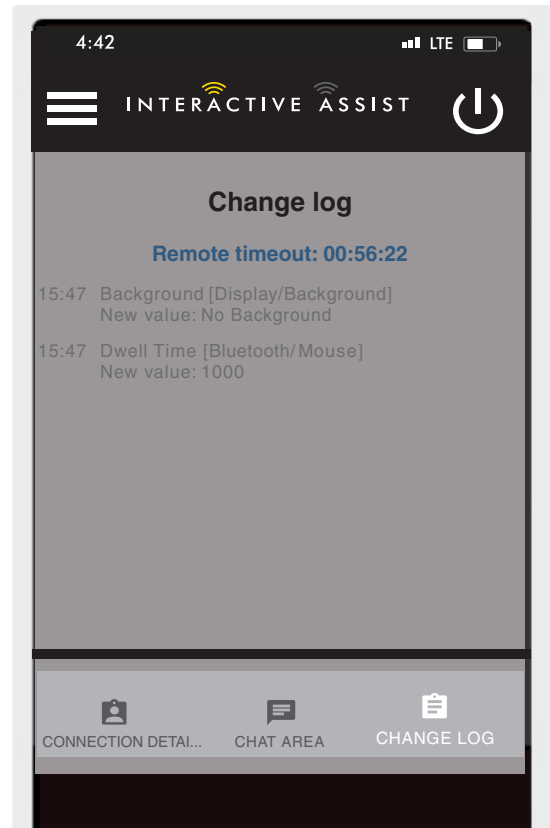 4:42 LTE
INTERACTIVE ASSIST
Change log
Remote timeout: 00:56:22
15:47 Background [Display/Background]
New value: No Background
15:47 Dwell Time [Bluetooth/Mouse]
New value: 1000
CONNECTION DETAI... CHAT AREA CHANGE LOG